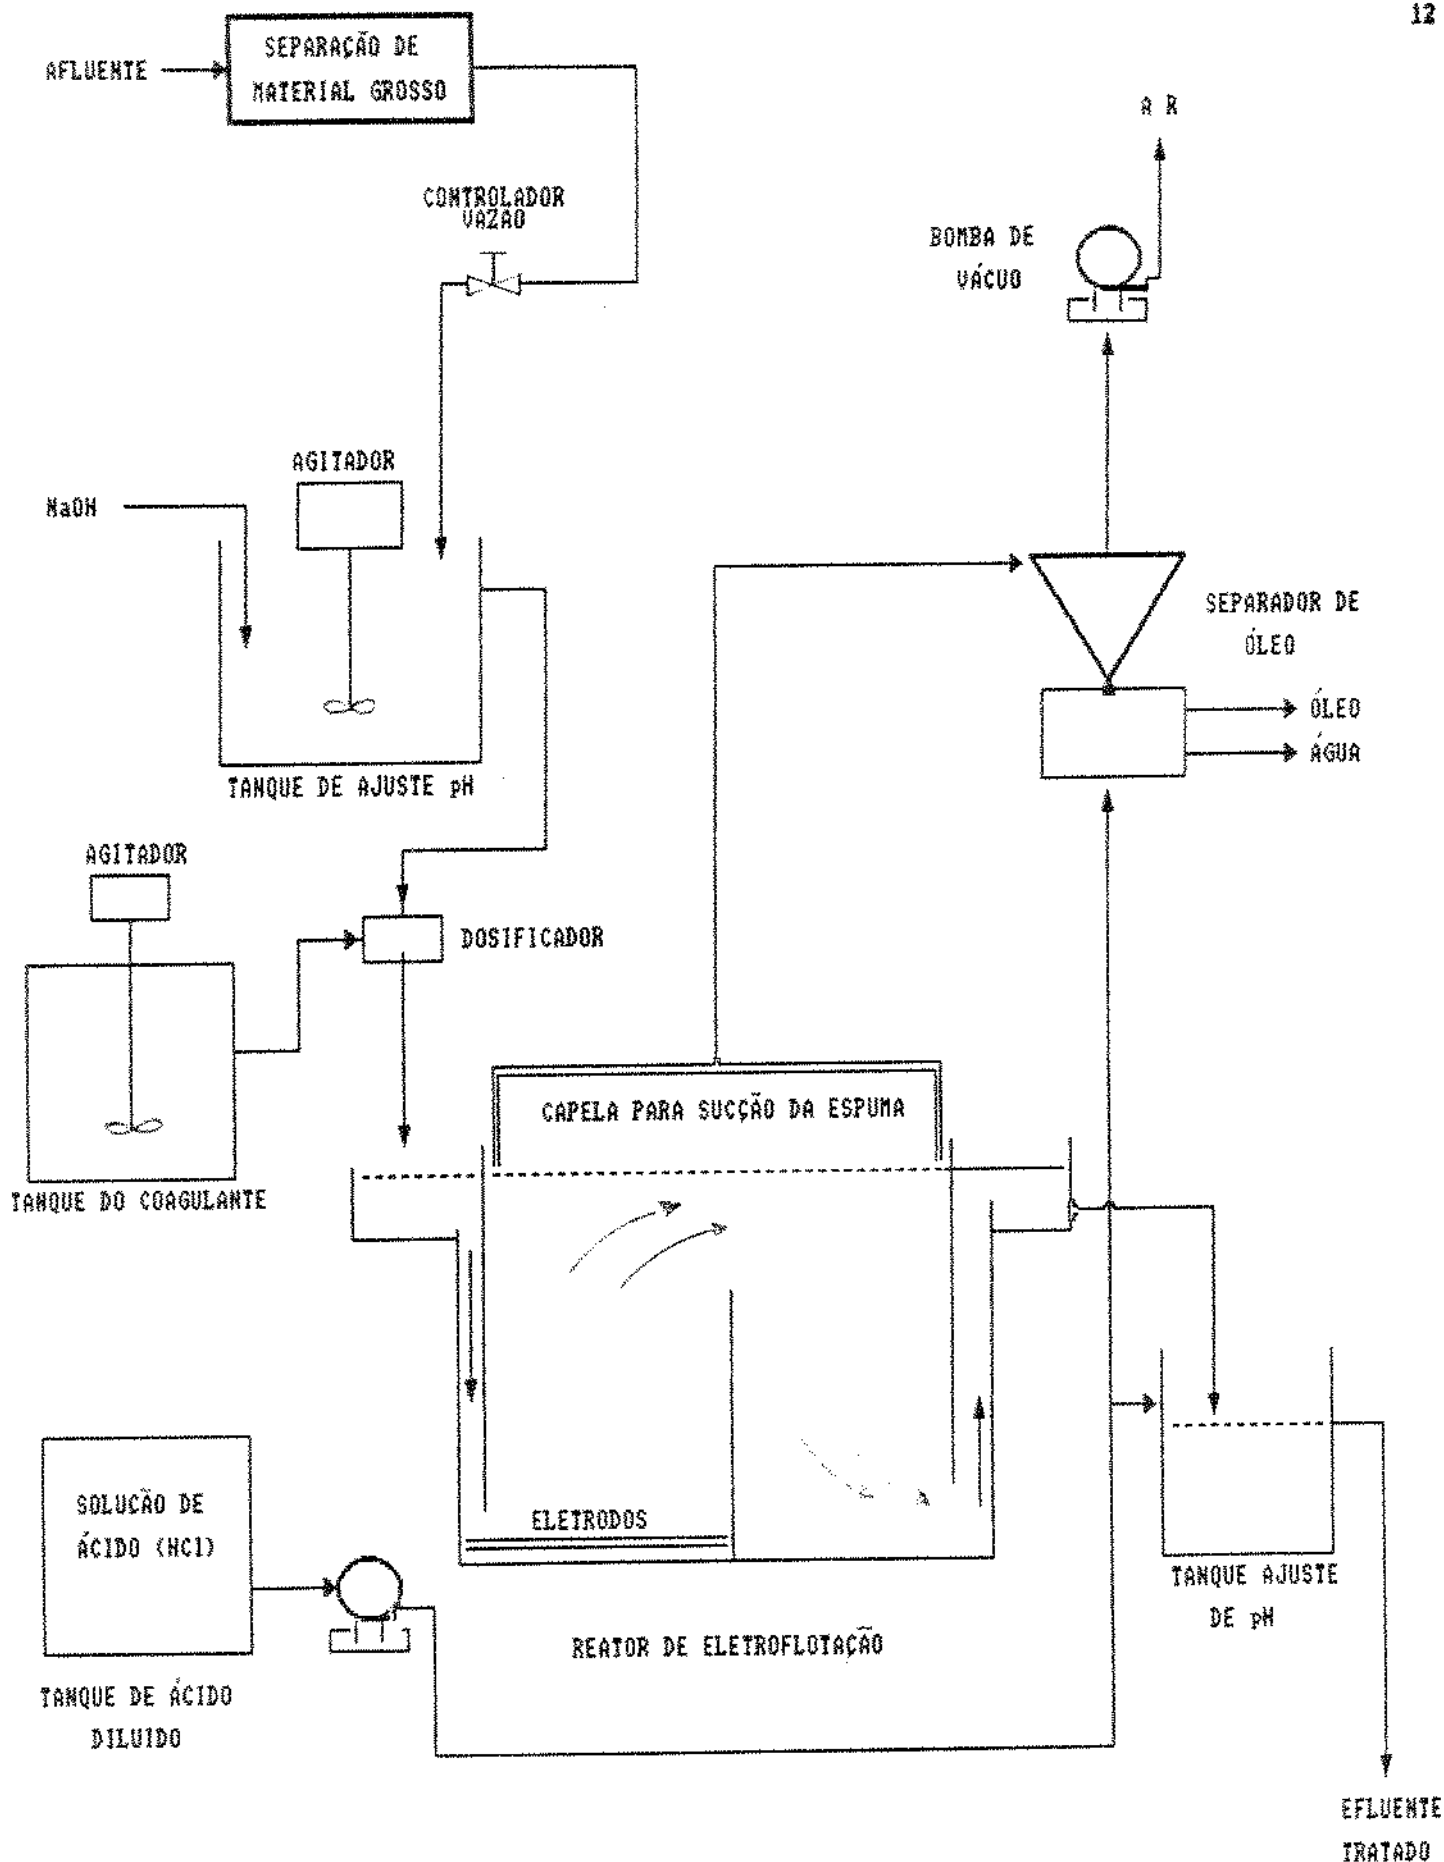 12
SEPARAÇÃO DE
MATERIAL GROSSO
AFLUENTE
A R
CONTROLADOR
VAZAO
BOMBA DE
VÁCUO
AGITADOR
NaOH
SEPARADOR DE
ÓLEO
ÓLEO
ÁGUA
TANQUE DE AJUSTE pH
AGITADOR
DOSIFICADOR
CAPELA PARA SUCÇÃO DA ESPUMA
TANQUE DO COAGULANTE
SOLUCÃO DE
ÁCIDO (HCl)
ELETRODOS
TANQUE AJUSTE
DE pH
REATOR DE ELETROFLOTAÇÃO
TANQUE DE ÁCIDO
DILUIDO
EFLUENTE
TRATADO